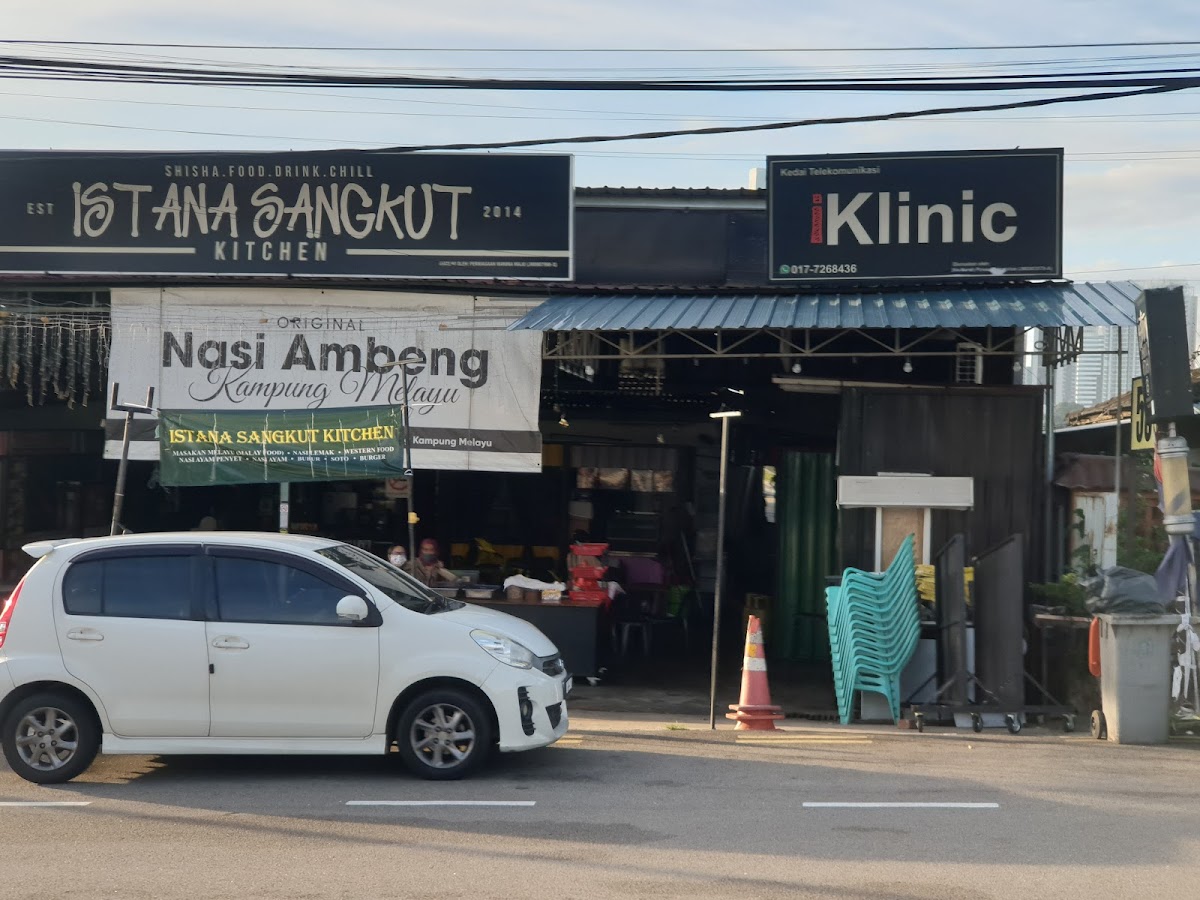 SHISHA.FOOD.DRINK.CHILL
EST ISTANA SANGKUT 2014
KITCHEN
Kedai Telekomunikasi
iKlinic
017-7268436
ORIGINAL
Nasi Ambeng
Kampung Melayu
Kampung Melayu
ISTANA SANGKUT KITCHEN
MASAKAN MELAYU (MALAY FOOD) • NASI LEMAK • WESTERN FOOD
NASI AYAM PENYET • NASI AYAM • BUBUR • SOTO • BURGER